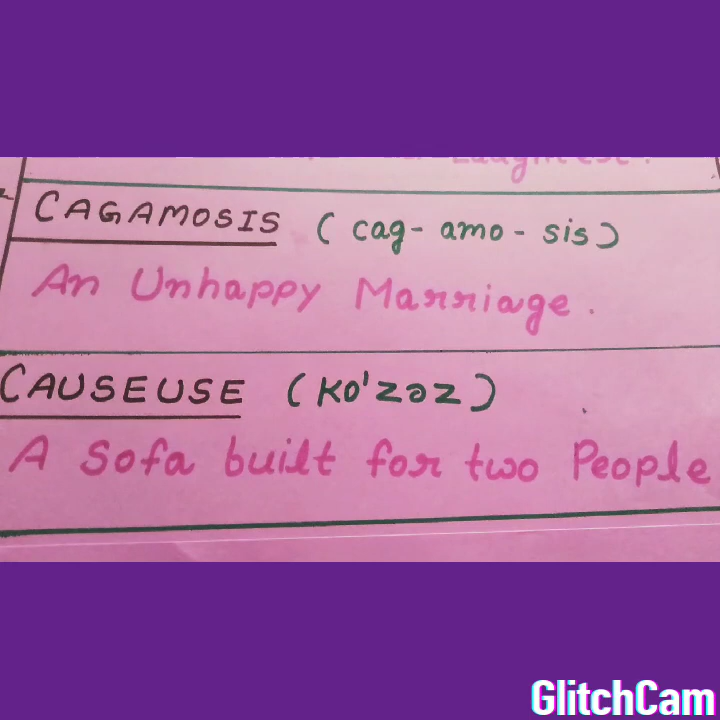 CAGAMOSIS ( cag- amo - sis )
An Unhappy Marriage .
CAUSEUSE ( ko'zəz )
A Sofa built for two People
GlitchCam